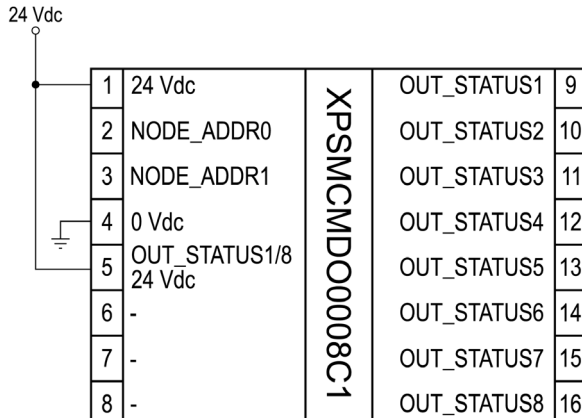 24 Vdc
1 24 Vdc XPSMCMDO0008C1 OUT_STATUS1 9
2 NODE_ADDR0 OUT_STATUS2 10
3 NODE_ADDR1 OUT_STATUS3 11
4 0 Vdc OUT_STATUS4 12
5 OUT_STATUS1/8 OUT_STATUS5 13
24 Vdc
6 - OUT_STATUS6 14
7 - OUT_STATUS7 15
8 - OUT_STATUS8 16